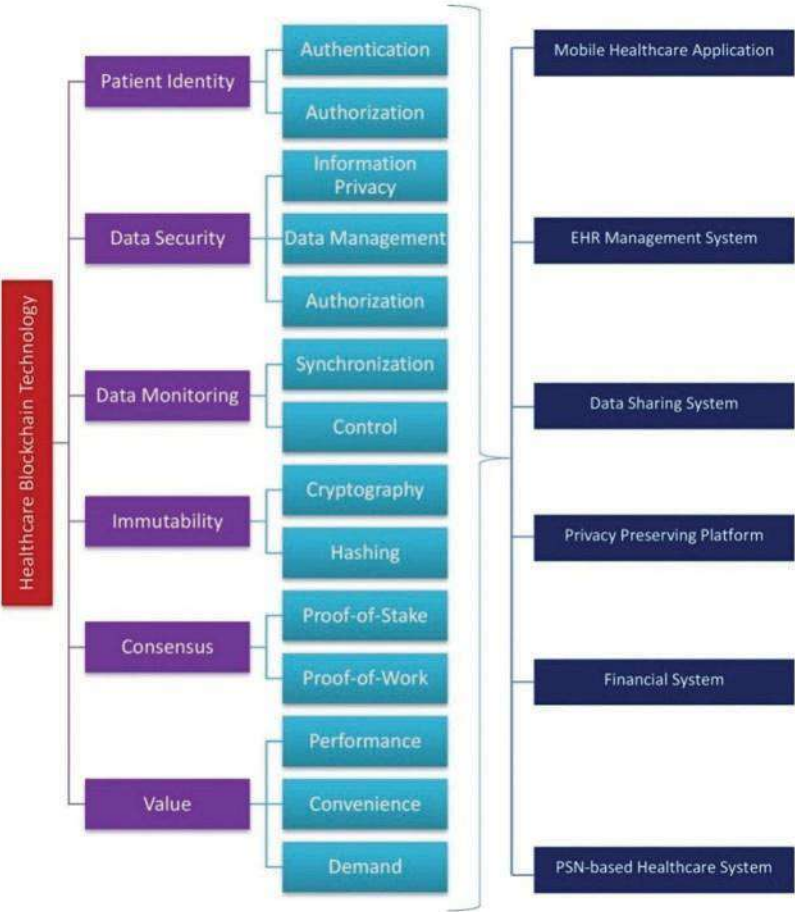 Healthcare Blockchain Technology
Patient Identity
Authentication
Authorization
Data Security
Information
Privacy
Data Management
Authorization
Data Monitoring
Synchronization
Control
Immutability
Cryptography
Hashing
Consensus
Proof-of-Stake
Proof-of-Work
Value
Performance
Convenience
Demand
Mobile Healthcare Application
EHR Management System
Data Sharing System
Privacy Preserving Platform
Financial System
PSN-based Healthcare System